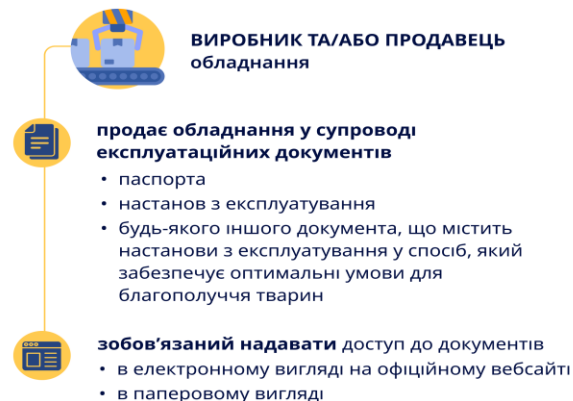 ВИРОБНИК ТА/АБО ПРОДАВЕЦЬ
обладнання
продає обладнання у супроводі
експлуатаційних документів
• паспорта
• настанов з експлуатування
• будь-якого іншого документа, що містить
настанови з експлуатування у спосіб, який
забезпечує оптимальні умови для
благополуччя тварин
зобов’язаний надавати доступ до документів
• в електронному вигляді на офіційному вебсайті
• в паперовому вигляді